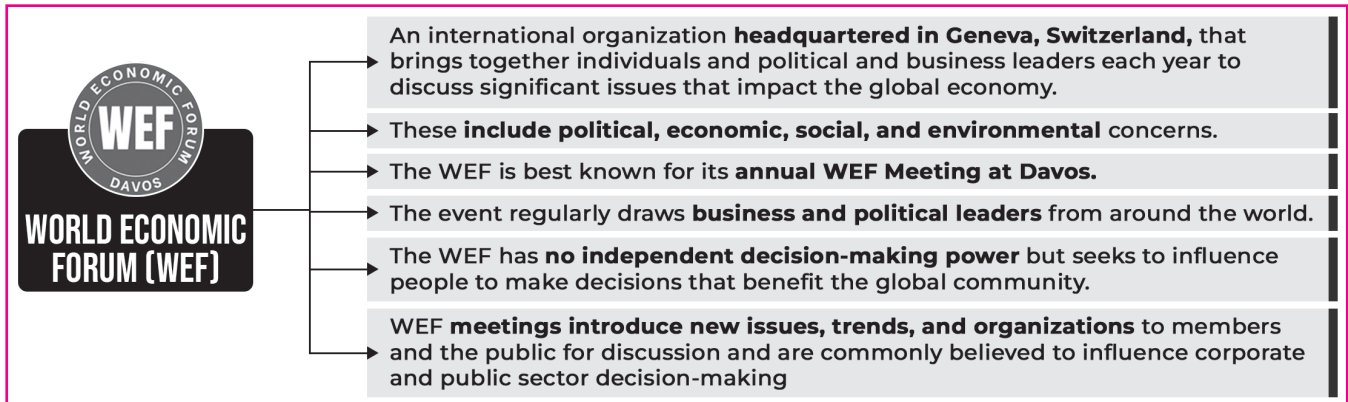 WORLD ECONOMIC FORUM
WEF
DAVOS
WORLD ECONOMIC
FORUM (WEF)
An international organization headquartered in Geneva, Switzerland, that
brings together individuals and political and business leaders each year to
discuss significant issues that impact the global economy.
These include political, economic, social, and environmental concerns.
The WEF is best known for its annual WEF Meeting at Davos.
The event regularly draws business and political leaders from around the world.
The WEF has no independent decision-making power but seeks to influence
people to make decisions that benefit the global community.
WEF meetings introduce new issues, trends, and organizations to members
and the public for discussion and are commonly believed to influence corporate
and public sector decision-making